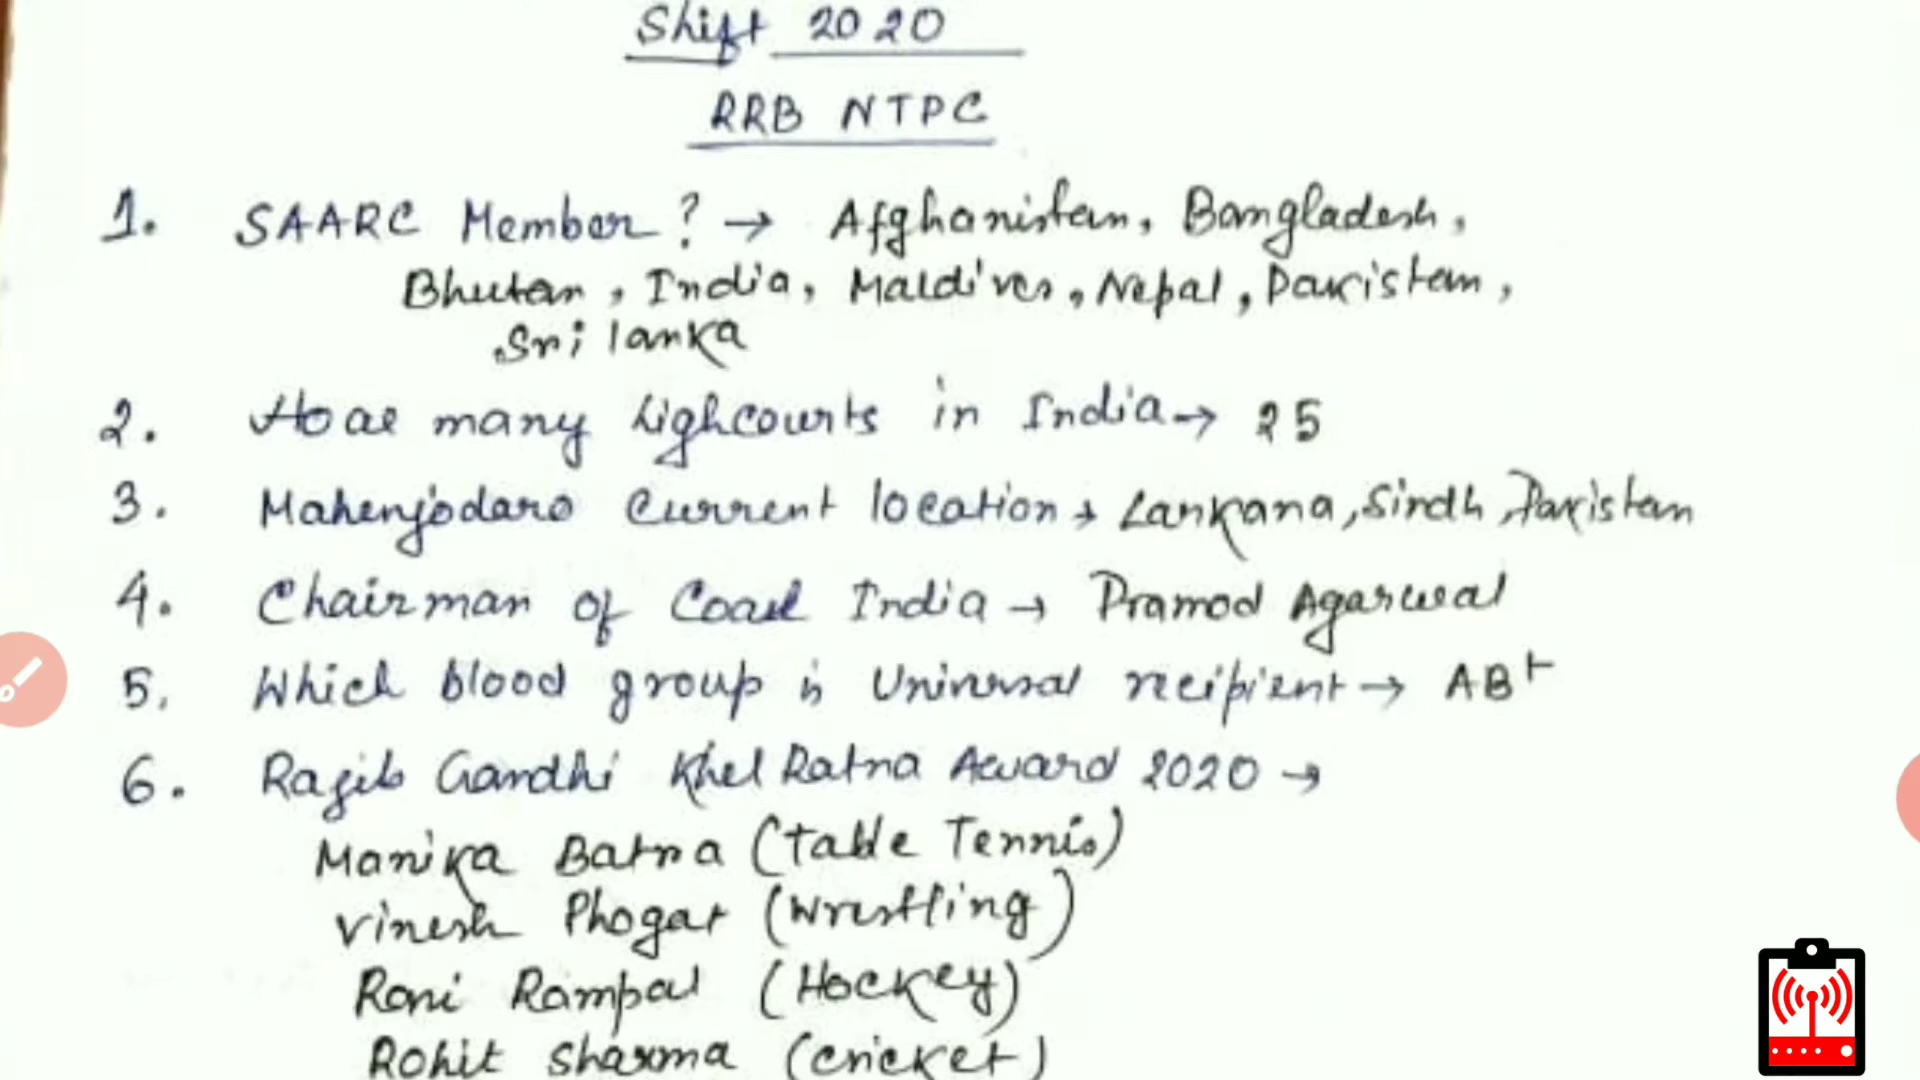 Shift 2020
RRB NTPC
1. SAARC Member? → Afghanistan, Bangladesh,
Bhutan, India, Maldives, Nepal, Pakistan,
Sri lanka
2. How many highcourts in India → 25
3. Mahenjodaro Current location → Larkana, Sindh, Pakistan
4. Chairman of Coal India → Pramod Agarwal
5. Which blood group is Universal recipient → AB+
6. Rajib Gandhi Khel Ratna Award 2020 →
Manika Batra (Table Tennis)
Vinesh Phogat (Wrestling)
Rani Rampal (Hockey)
Rohit Sharma (cricket)